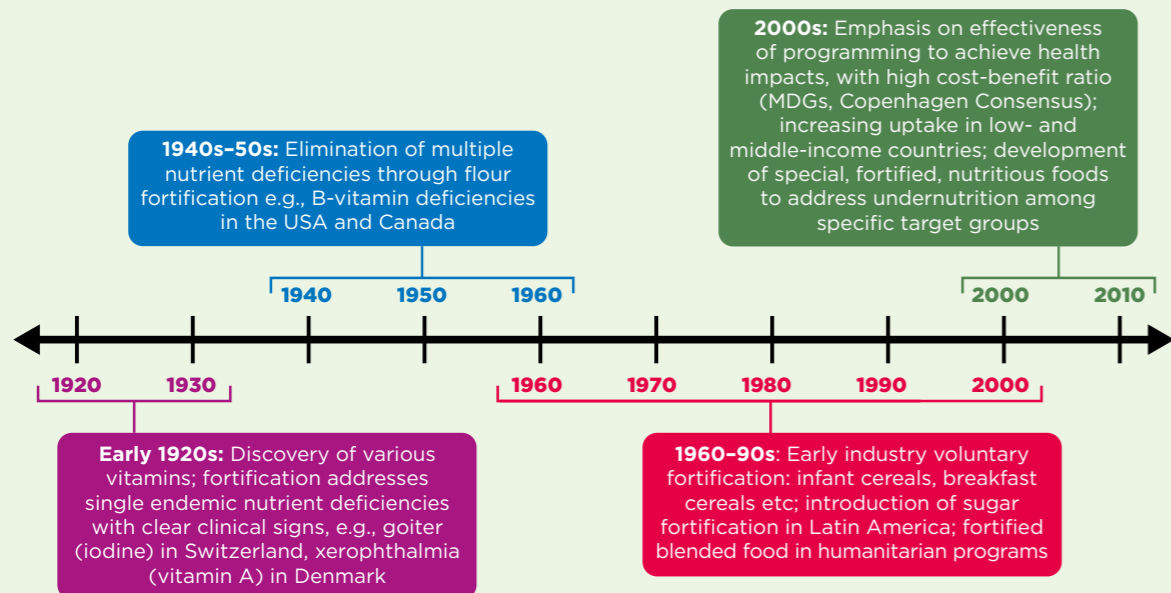 2000s: Emphasis on effectiveness
of programming to achieve health
impacts, with high cost-benefit ratio
(MDGs, Copenhagen Consensus);
increasing uptake in low- and
middle-income countries; development
of special, fortified, nutritious foods
to address undernutrition among
specific target groups
1940s–50s: Elimination of multiple
nutrient deficiencies through flour
fortification e.g., B-vitamin deficiencies
in the USA and Canada
1940 1950 1960 2000 2010
1920 1930 1960 1970 1980 1990 2000
Early 1920s: Discovery of various
vitamins; fortification addresses
single endemic nutrient deficiencies
with clear clinical signs, e.g., goiter
(iodine) in Switzerland, xerophthalmia
(vitamin A) in Denmark
1960–90s: Early industry voluntary
fortification: infant cereals, breakfast
cereals etc; introduction of sugar
fortification in Latin America; fortified
blended food in humanitarian programs